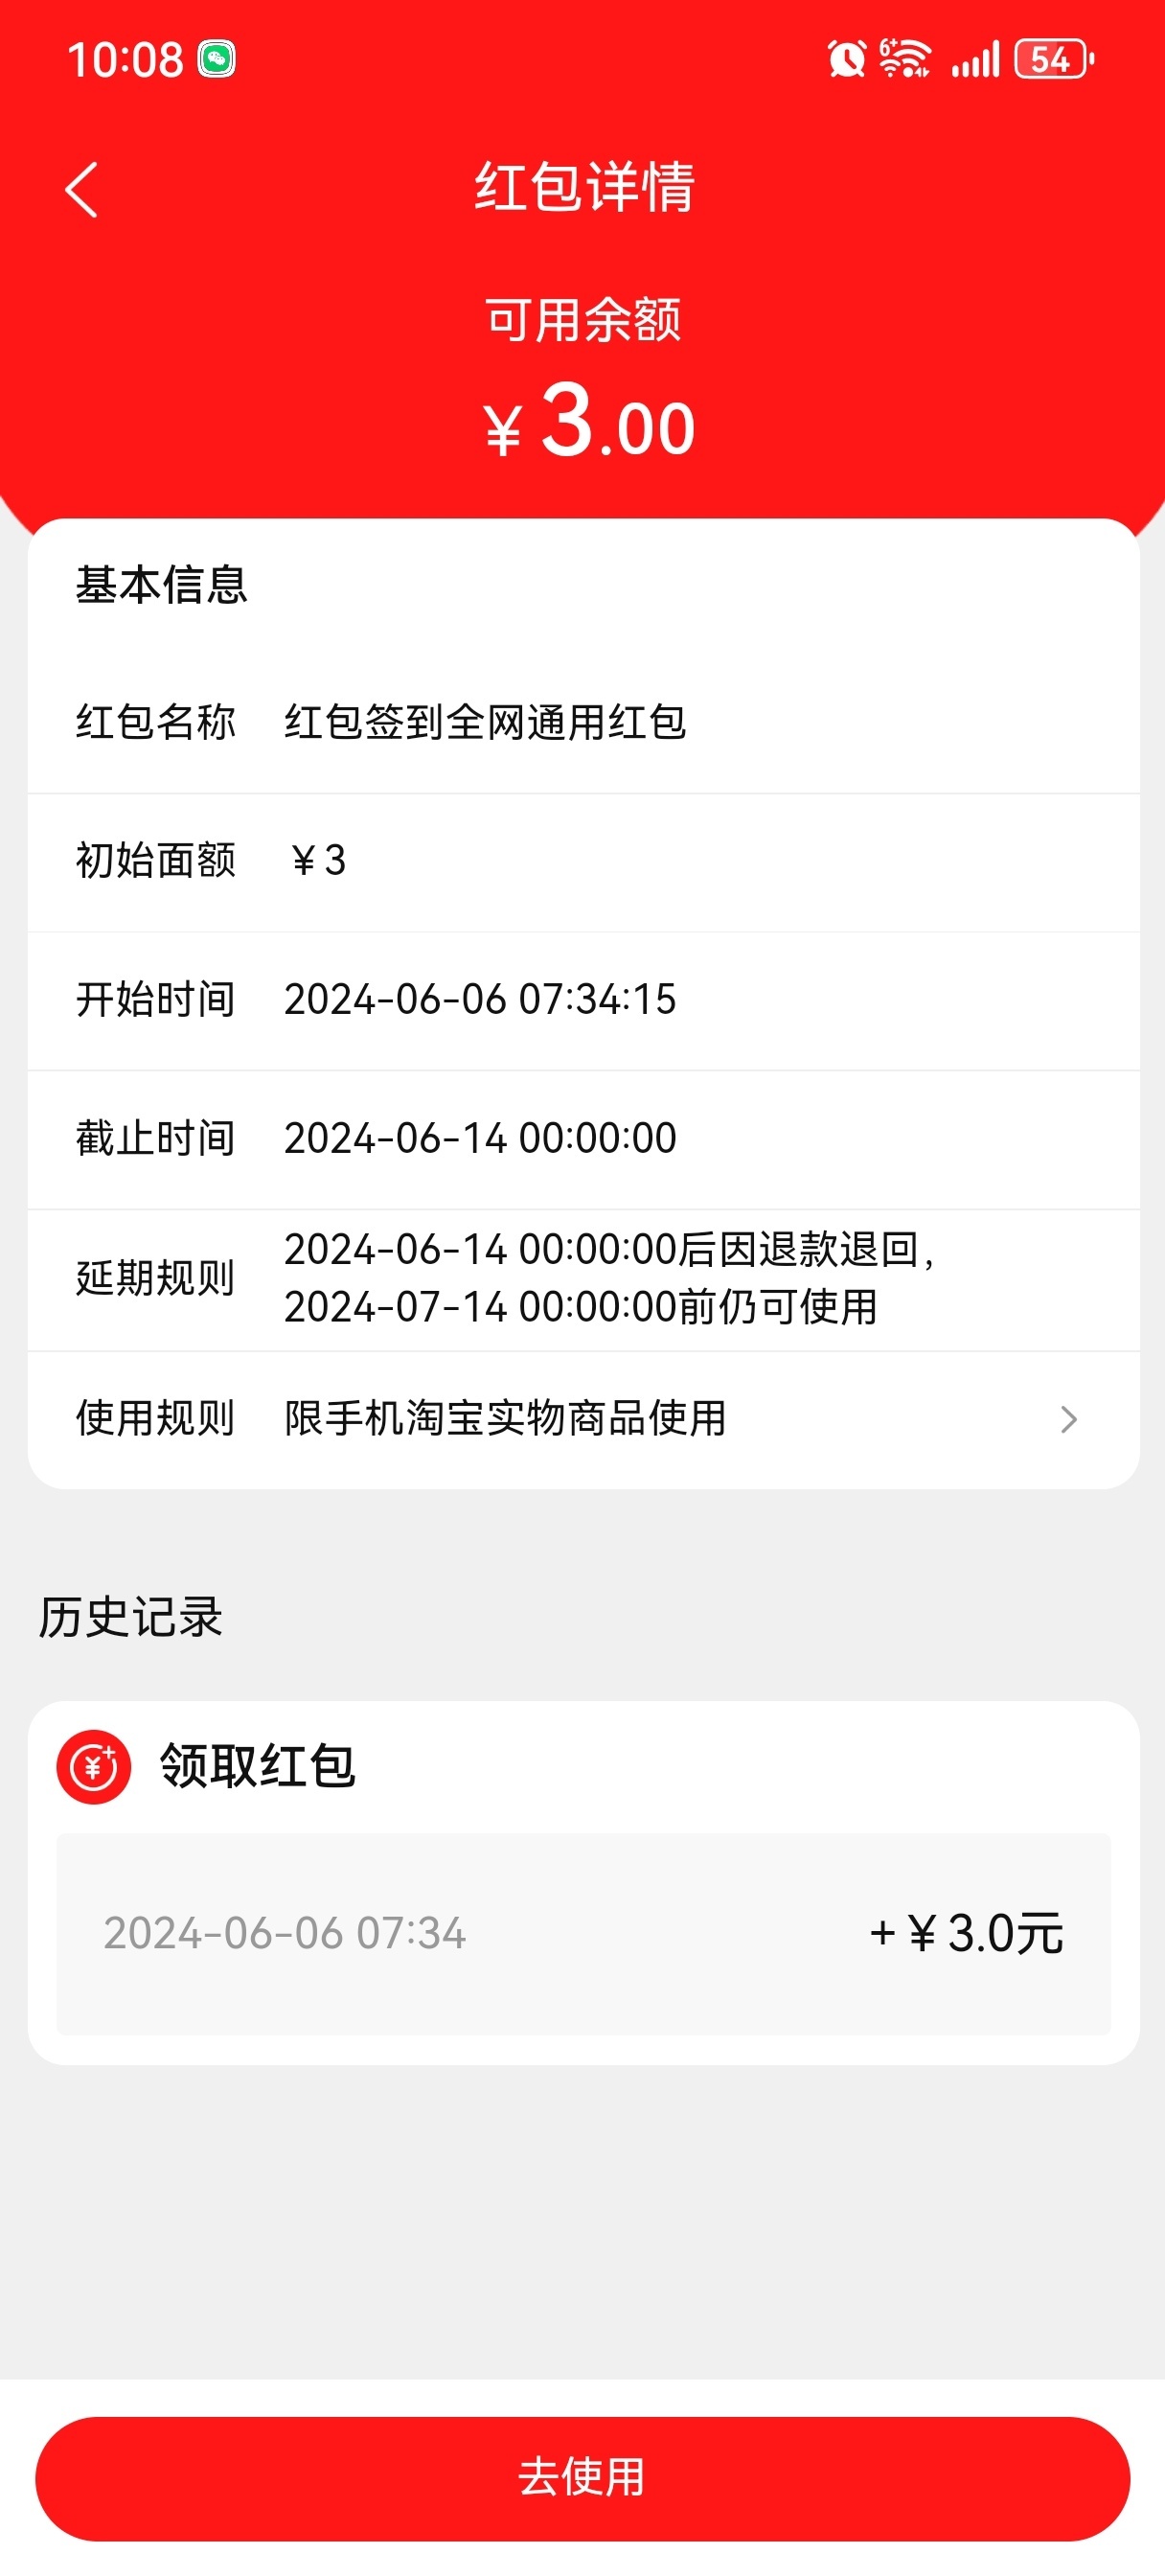 10:08
6+
54
红包详情
可用余额
¥3.00
基本信息
红包名称 红包签到全网通用红包
初始面额 ¥3
开始时间 2024-06-06 07:34:15
截止时间 2024-06-14 00:00:00
延期规则 2024-06-14 00:00:00后因退款退回,
2024-07-14 00:00:00前仍可使用
使用规则 限手机淘宝实物商品使用
历史记录
领取红包
2024-06-06 07:34 +¥3.0元
去使用